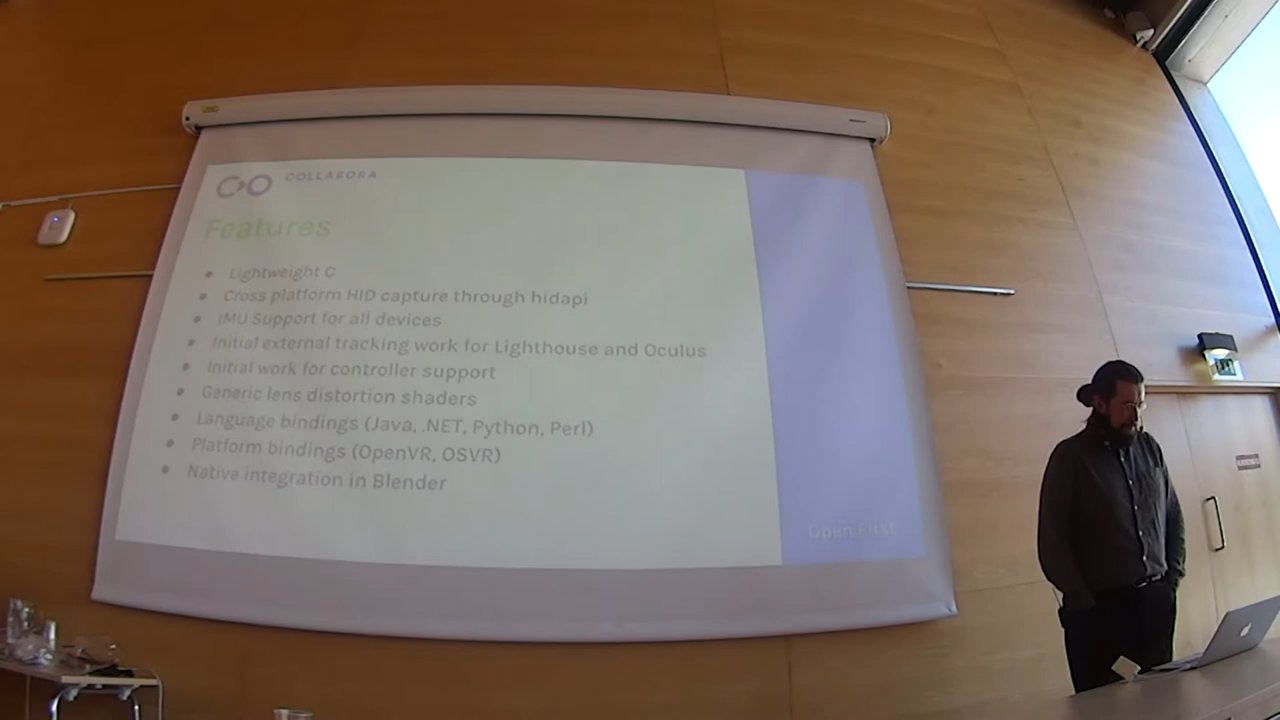 COLLABORA
Features
Lightweight C
Cross platform HID capture through hidapi
IMU Support for all devices
Initial external tracking work for Lighthouse and Oculus
Initial work for controller support
Generic lens distortion shaders
Language bindings (Java, .NET, Python, Perl)
Platform bindings (OpenVR, OSVR)
Native integration in Blender
Open First